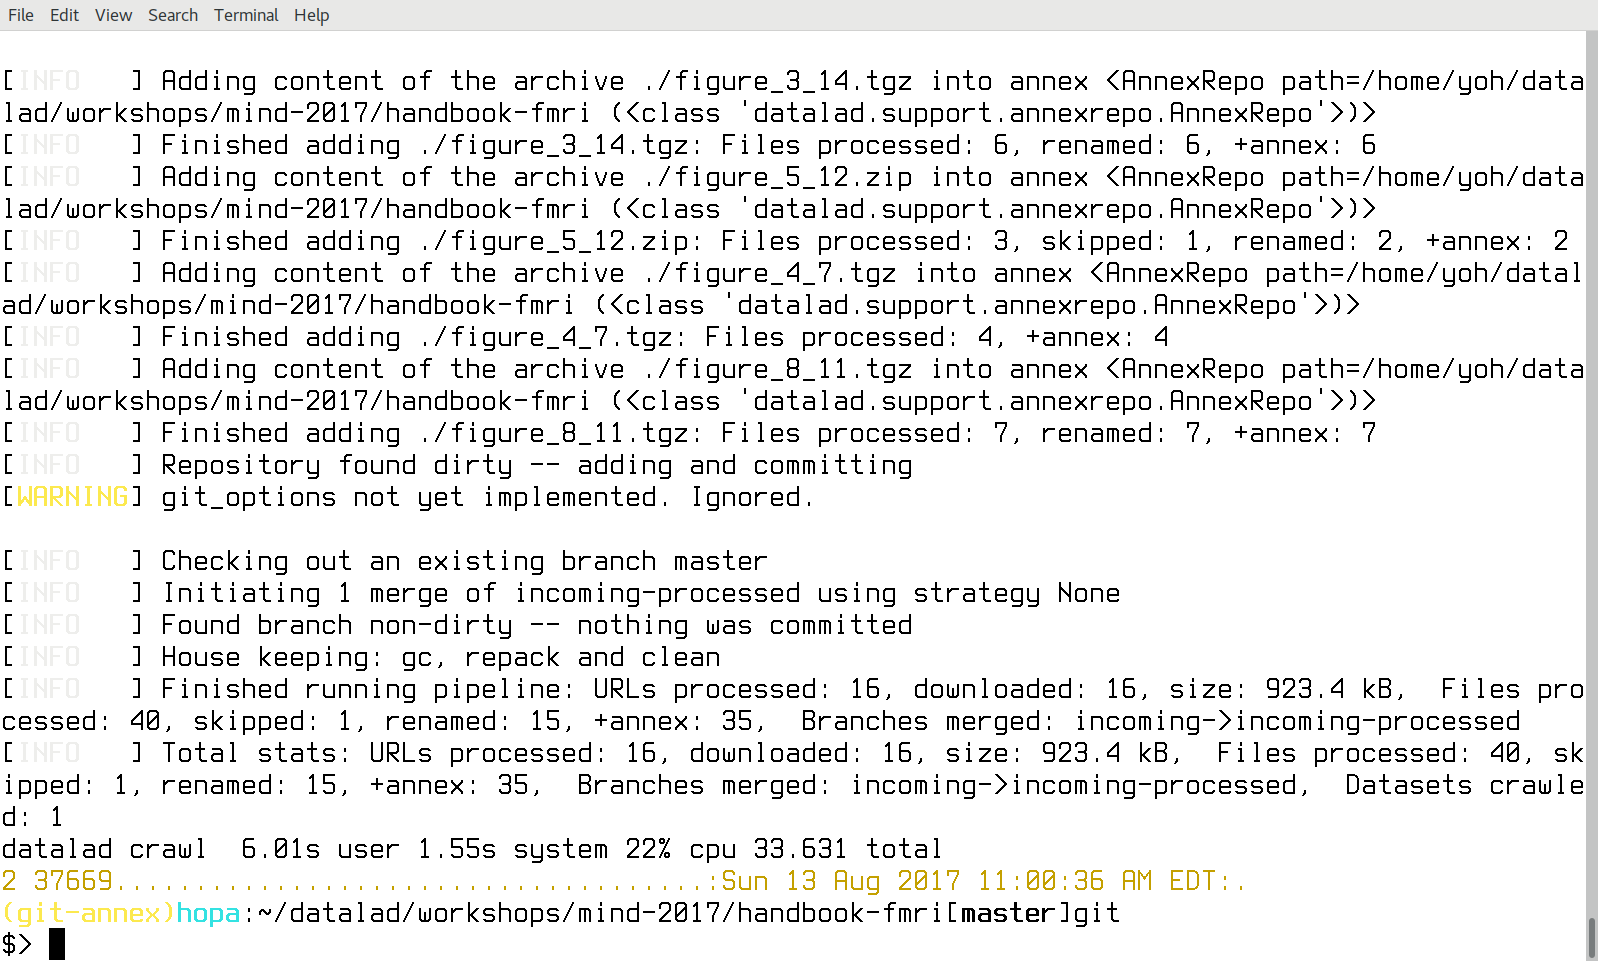 File Edit View Search Terminal Help
[INFO   ] Adding content of the archive ./figure_3_14.tgz into annex <AnnexRepo path=/home/yoh/data
lad/workshops/mind-2017/handbook-fmri (<class 'datalad.support.annexrepo.AnnexRepo'>)>
[INFO   ] Finished adding ./figure_3_14.tgz: Files processed: 6, renamed: 6, +annex: 6
[INFO   ] Adding content of the archive ./figure_5_12.zip into annex <AnnexRepo path=/home/yoh/data
lad/workshops/mind-2017/handbook-fmri (<class 'datalad.support.annexrepo.AnnexRepo'>)>
[INFO   ] Finished adding ./figure_5_12.zip: Files processed: 3, skipped: 1, renamed: 2, +annex: 2
[INFO   ] Adding content of the archive ./figure_4_7.tgz into annex <AnnexRepo path=/home/yoh/datal
ad/workshops/mind-2017/handbook-fmri (<class 'datalad.support.annexrepo.AnnexRepo'>)>
[INFO   ] Finished adding ./figure_4_7.tgz: Files processed: 4, +annex: 4
[INFO   ] Adding content of the archive ./figure_8_11.tgz into annex <AnnexRepo path=/home/yoh/data
lad/workshops/mind-2017/handbook-fmri (<class 'datalad.support.annexrepo.AnnexRepo'>)>
[INFO   ] Finished adding ./figure_8_11.tgz: Files processed: 7, renamed: 7, +annex: 7
[INFO   ] Repository found dirty -- adding and committing
[WARNING] git_options not yet implemented. Ignored.
[INFO   ] Checking out an existing branch master
[INFO   ] Initiating 1 merge of incoming-processed using strategy None
[INFO   ] Found branch non-dirty -- nothing was committed
[INFO   ] House keeping: gc, repack and clean
[INFO   ] Finished running pipeline: URLs processed: 16, downloaded: 16, size: 923.4 kB,  Files pro
cessed: 40, skipped: 1, renamed: 15, +annex: 35,  Branches merged: incoming->incoming-processed
[INFO   ] Total stats: URLs processed: 16, downloaded: 16, size: 923.4 kB,  Files processed: 40, sk
ipped: 1, renamed: 15, +annex: 35,  Branches merged: incoming->incoming-processed,  Datasets crawle
d: 1
datalad crawl  6.01s user 1.55s system 22% cpu 33.631 total
2 37669.....................................:Sun 13 Aug 2017 11:00:36 AM EDT:.
(git-annex)hopa:~/datalad/workshops/mind-2017/handbook-fmri[master]git
$>